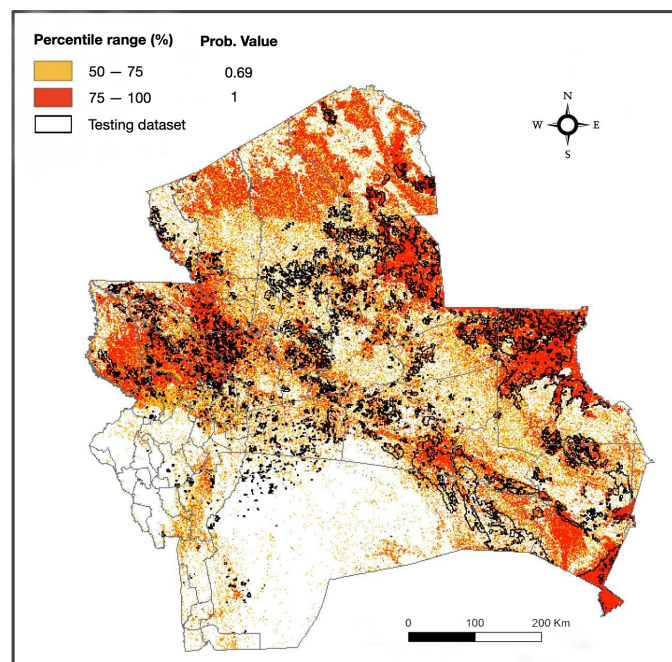 Percentile range (%) Prob. Value
50 — 75 0.69
75 — 100 1
Testing dataset
N
W E
S
0 100 200 Km